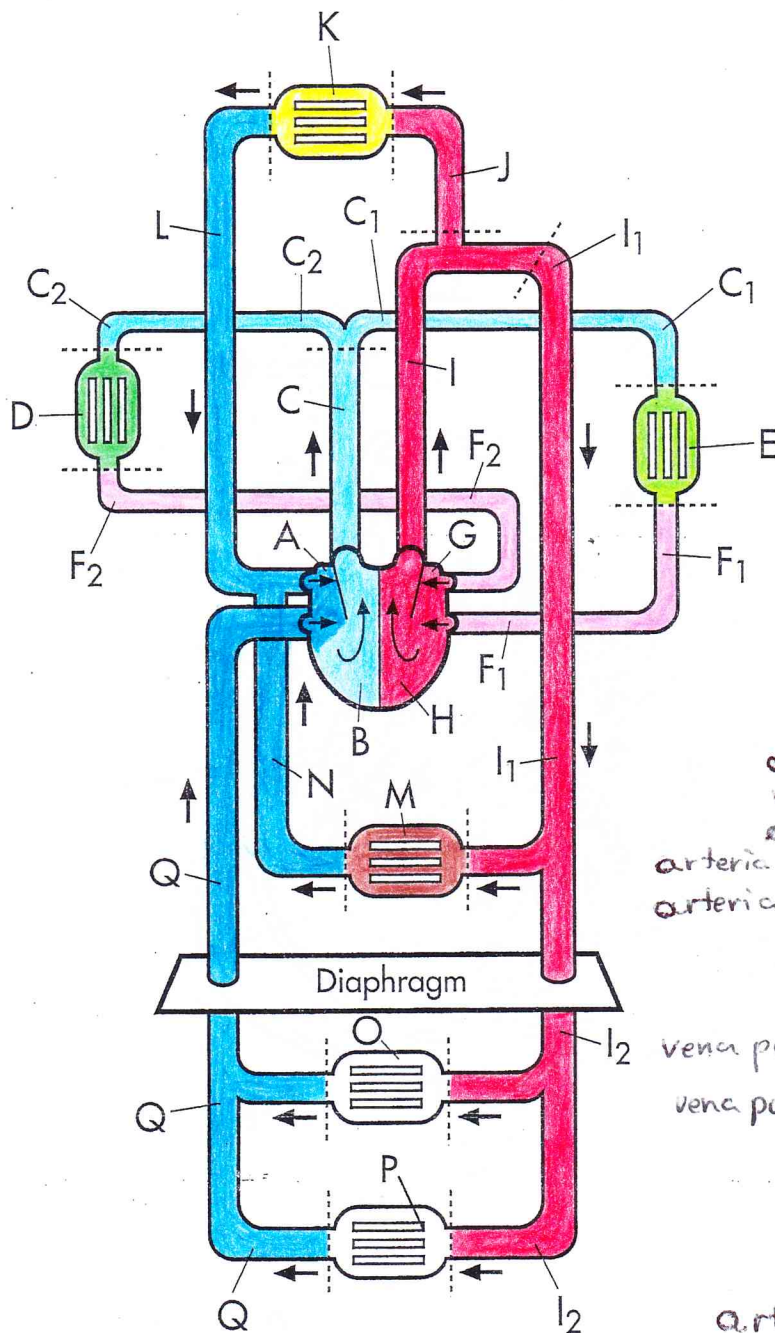 K
J
L
C₁
I₁
C₂
C₂
C₁
I
D
C
E
F₂
A
G
F₂
F₁
F₁
B
H
I₁
N
M
Q
arteria
arteria
Diaphragm
O
I₂
vena
Q
vena
P
Q
I₂